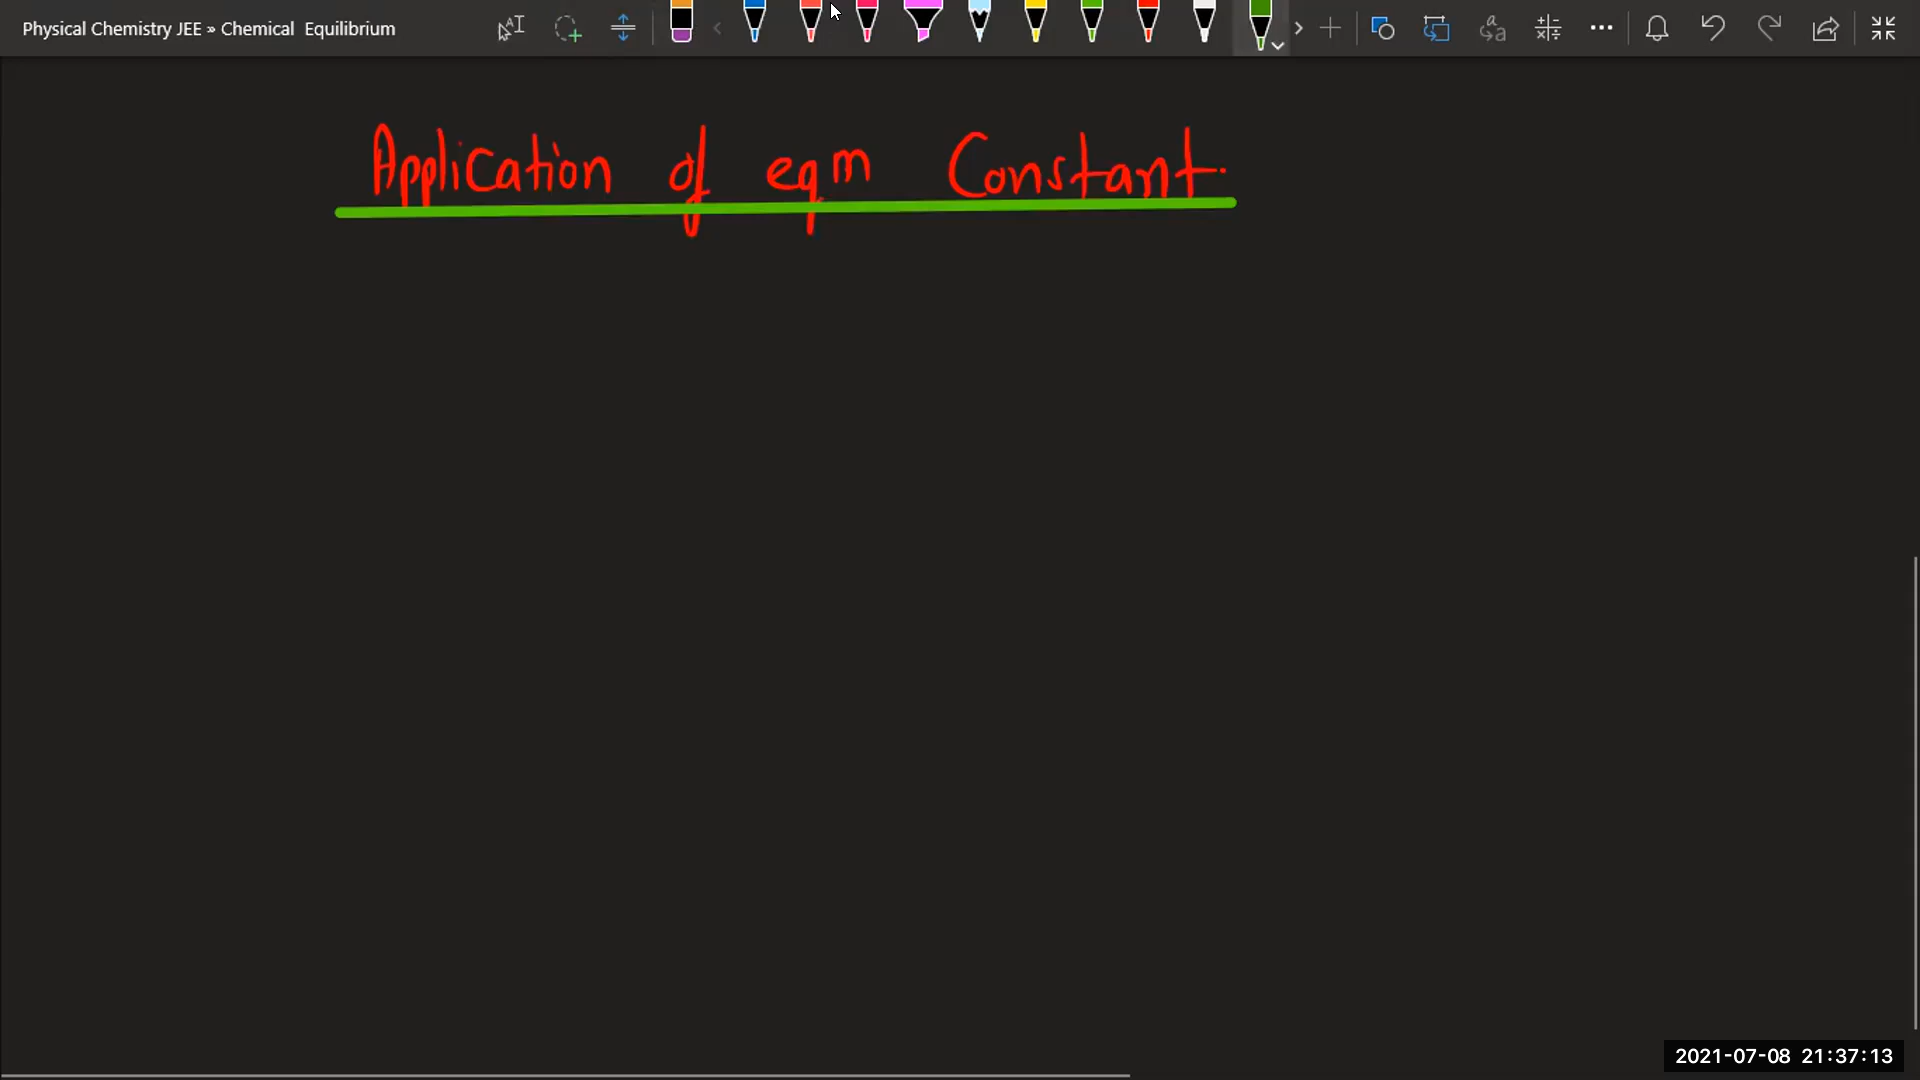 Physical Chemistry JEE » Chemical Equilibrium
Application of eqm Constant.
2021-07-08 21:37:13